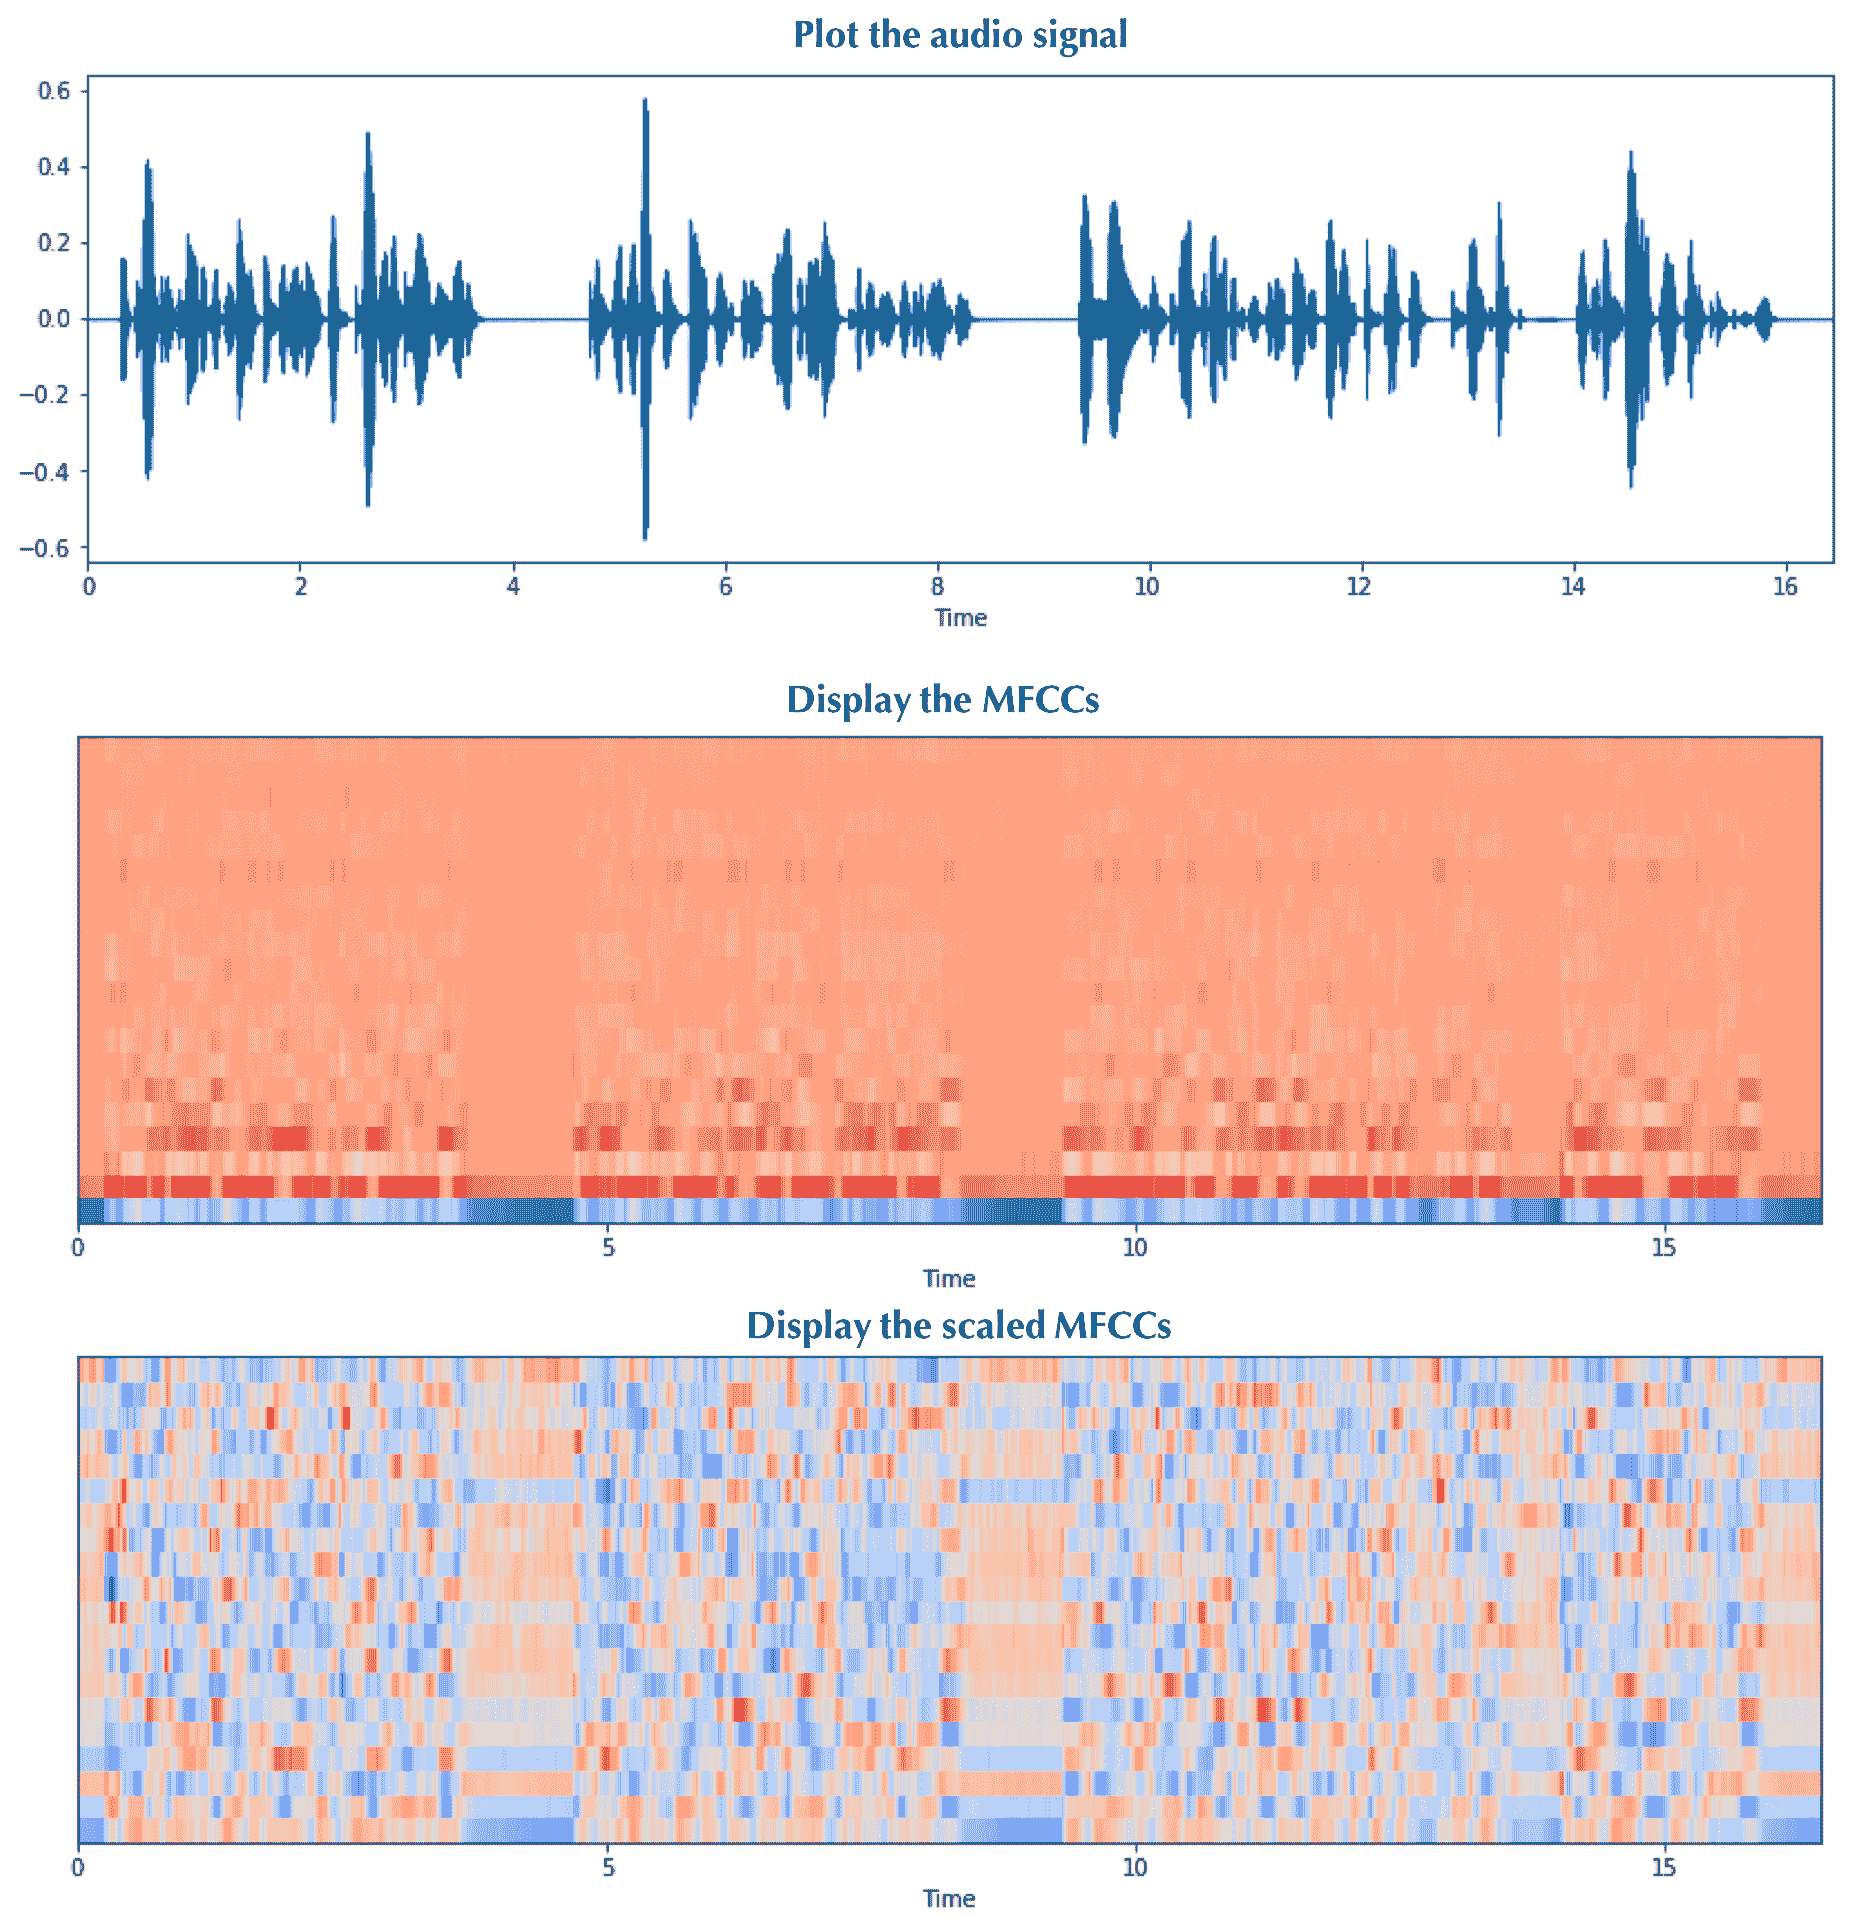 Plot the audio signal
0.6
0.4
0.2
0.0
−0.2
−0.4
−0.6
0 2 4 6 8 10 12 14 16
Time
Display the MFCCs
0 5 10 15
Time
Display the scaled MFCCs
0 5 10 15
Time